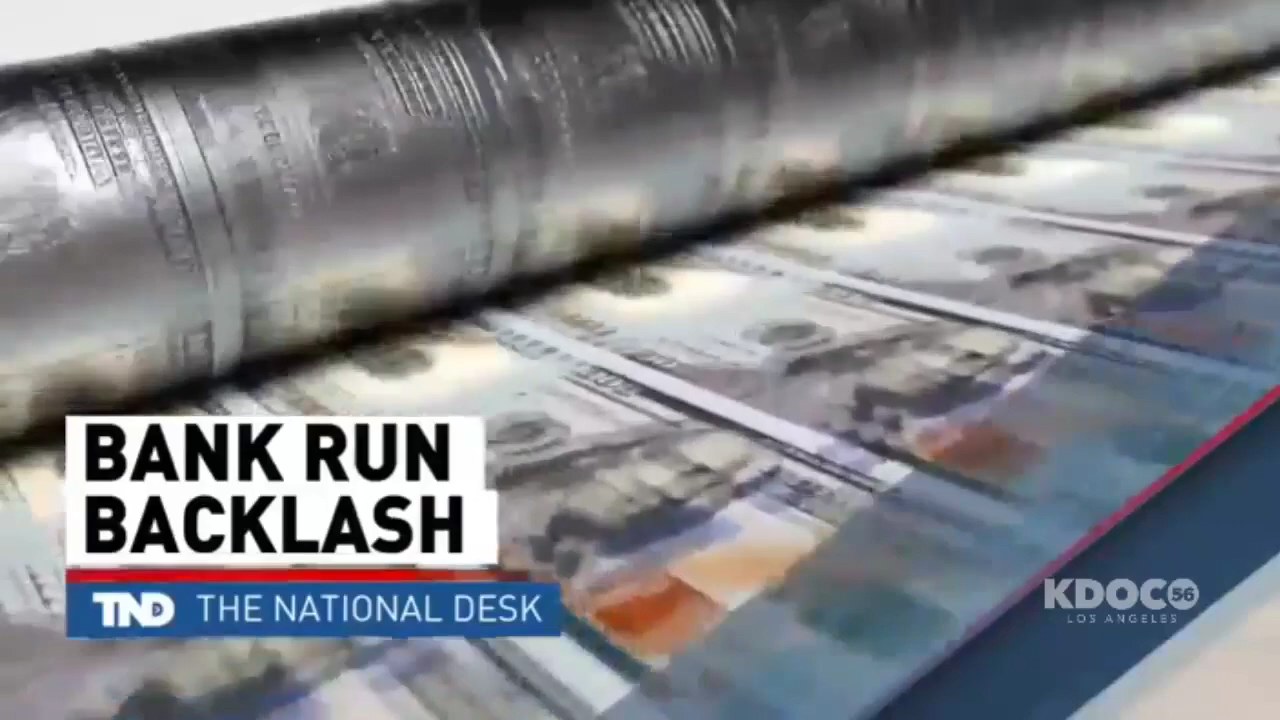 BANK RUN
BACKLASH
TND THE NATIONAL DESK
KDOC 56
LOS ANGELES